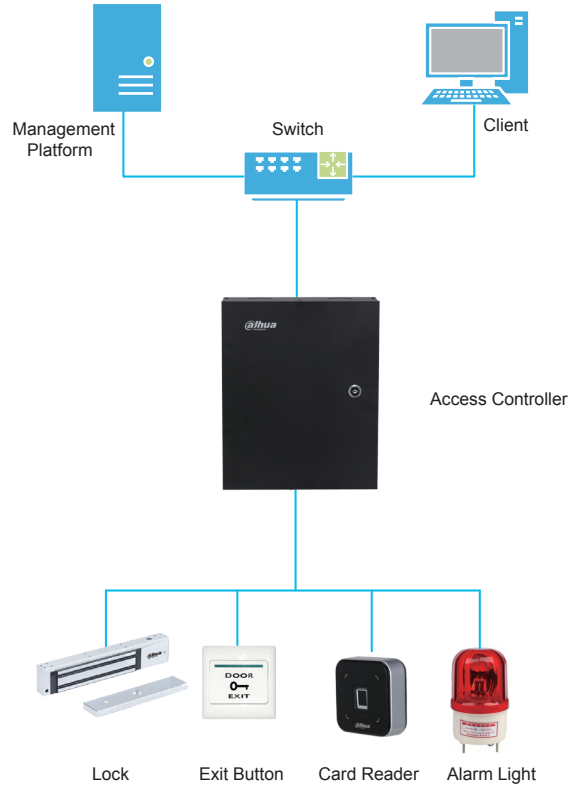 Management
Platform
Switch
Client
alhua
Access Controller
alhua
DOOR
EXIT
alhua
Lock
Exit Button
Card Reader
Alarm Light